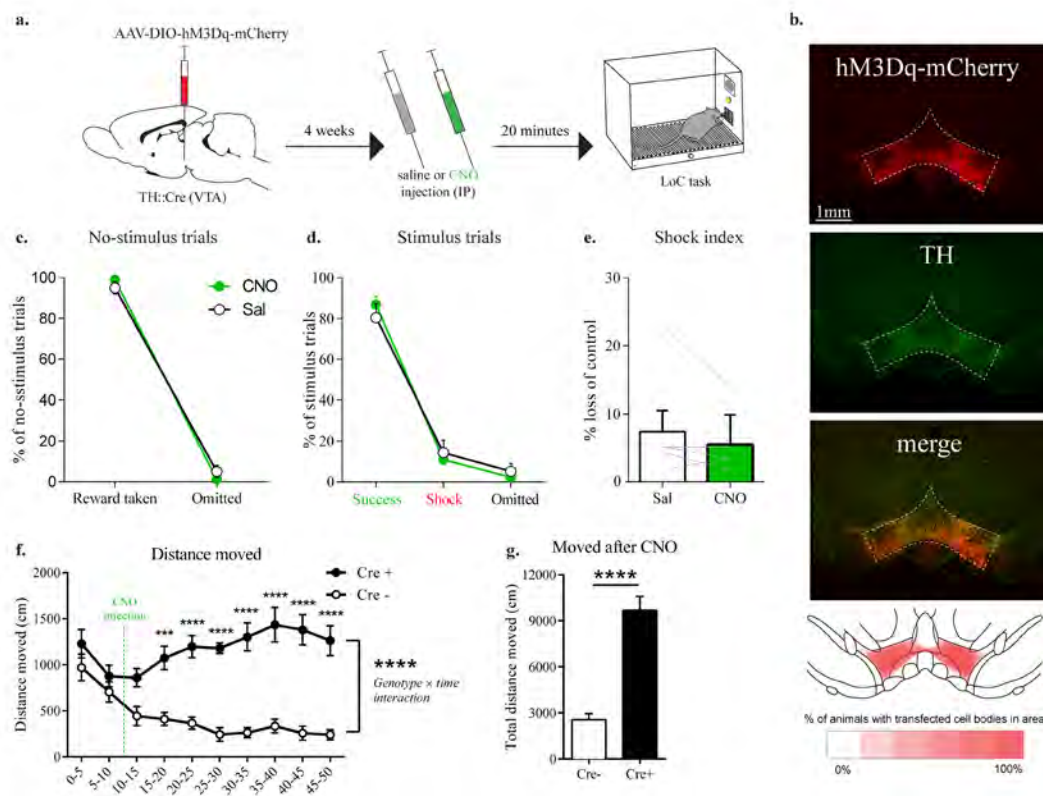 a.
AAV-DIO-hM3Dq-mCherry
4 weeks
20 minutes
saline or CNO
injection (IP)
TH::Cre (VTA)
LoC task
b.
hM3Dq-mCherry
1mm
TH
merge
% of animals with transfected cell bodies in area
0%
100%
c.
No-stimulus trials
% of no-sstimulus trials
100
80
60
40
20
0
CNO
Sal
Reward taken
Omitted
d.
Stimulus trials
% of stimulus trials
100
80
60
40
20
0
Success
Shock
Omitted
e.
Shock index
% loss of control
30
20
10
0
Sal
CNO
f.
Distance moved
Distance moved (cm)
2000
1500
1000
500
0
CNO
injection
Cre +
Cre -
***
****
****
****
****
****
****
****
Genotype × time
interaction
0-5
5-10
10-15
15-20
20-25
25-30
30-35
35-40
40-45
45-50
g.
Moved after CNO
Total distance moved (cm)
12000
9000
6000
3000
0
****
Cre-
Cre+